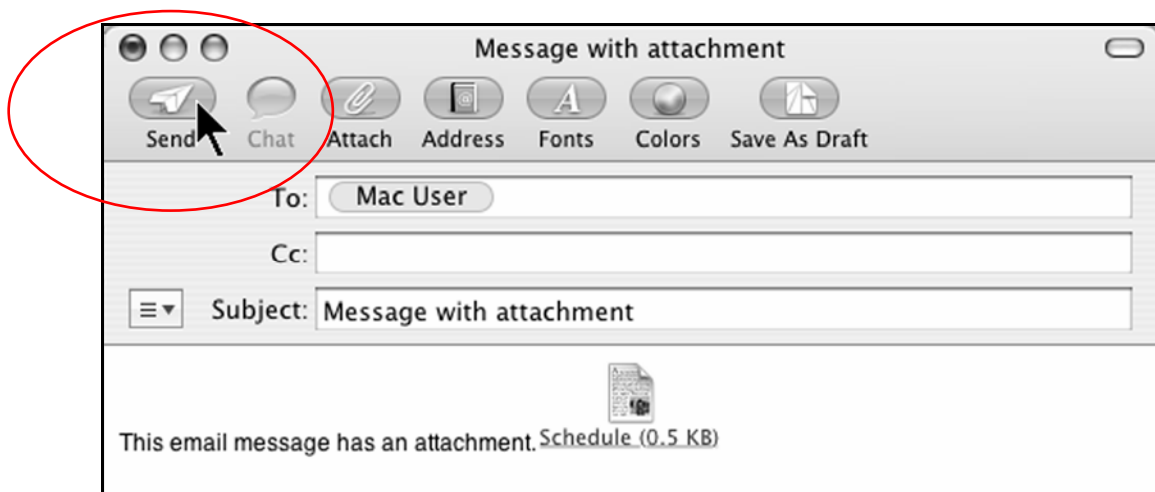 Message with attachment
Send Chat Attach Address Fonts Colors Save As Draft
To: Mac User
Cc:
Subject: Message with attachment
This email message has an attachment. Schedule (0.5 KB)